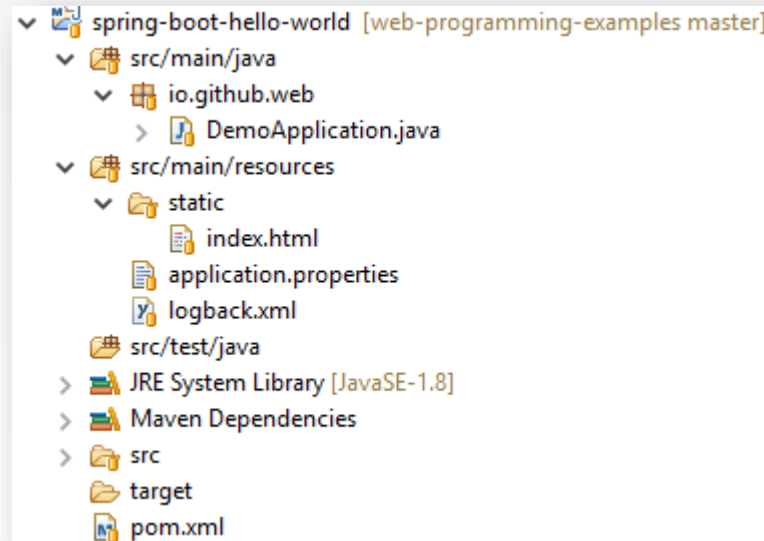 spring-boot-hello-world [web-programming-examples master]
src/main/java
io.github.web
DemoApplication.java
src/main/resources
static
index.html
application.properties
logback.xml
src/test/java
JRE System Library [JavaSE-1.8]
Maven Dependencies
src
target
pom.xml